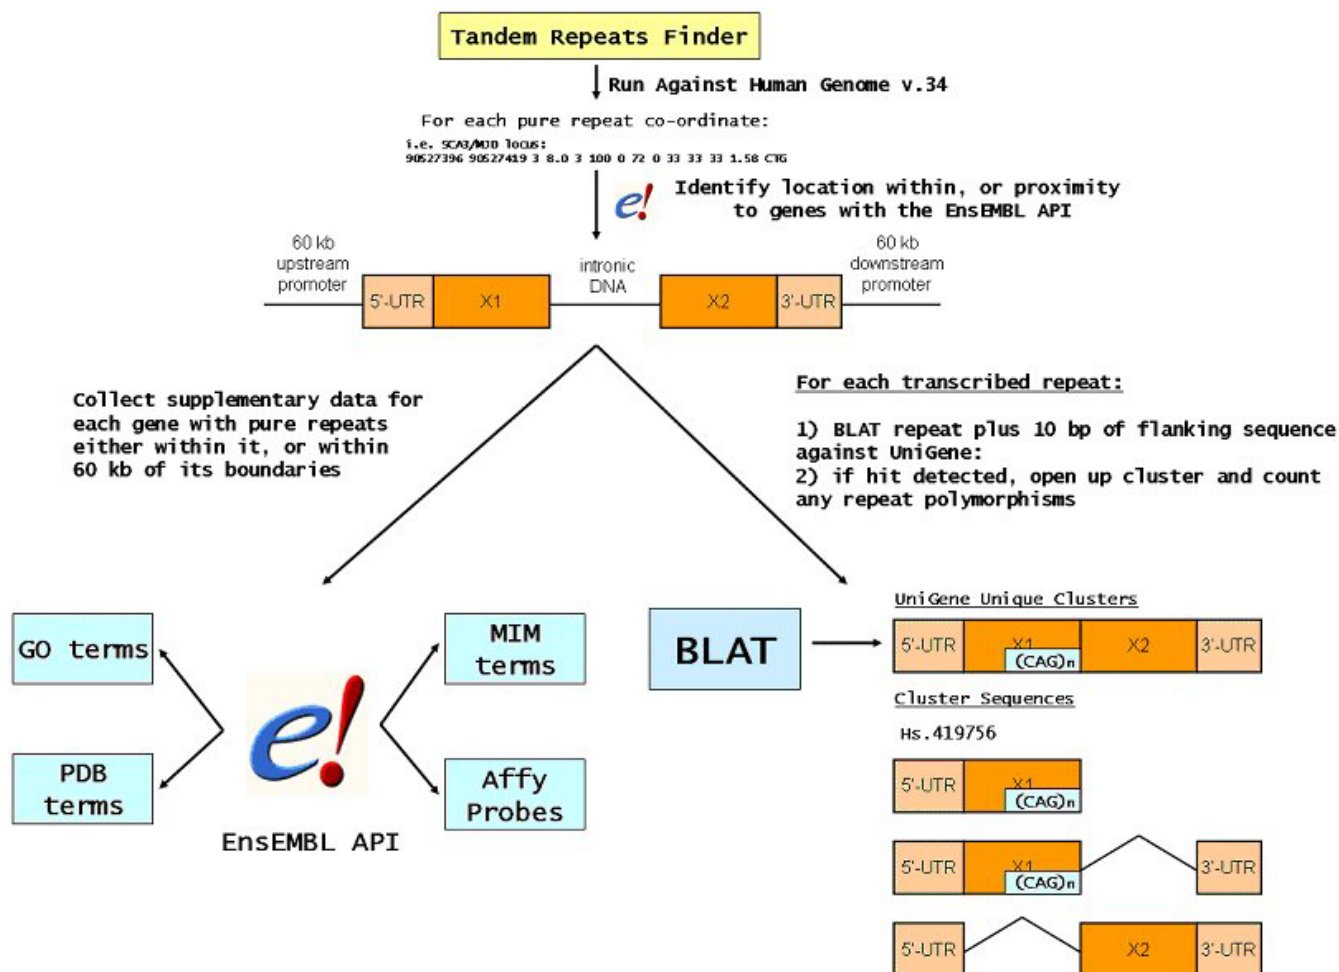 Tandem Repeats Finder
Run Against Human Genome v.34
For each pure repeat co-ordinate:
i.e. SCA3/MJD locus:
90527396 90527419 3 8.0 3 100 0 72 0 33 33 33 1.58 CTG
e!
Identify location within, or proximity
to genes with the EnsEMBL API
60 kb
upstream
promoter
intronic
DNA
60 kb
downstream
promoter
5'-UTR
X1
X2
3'-UTR
Collect supplementary data for
each gene with pure repeats
either within it, or within
60 kb of its boundaries
For each transcribed repeat:
1) BLAT repeat plus 10 bp of flanking sequence
against UniGene:
2) if hit detected, open up cluster and count
any repeat polymorphisms
GO terms
PDB
terms
e!
EnsEMBL API
MIM
terms
Affy
Probes
BLAT
UniGene Unique Clusters
5'-UTR
X1
(CAG)n
X2
3'-UTR
Cluster Sequences
Hs.419756
5'-UTR
X1
(CAG)n
5'-UTR
X1
(CAG)n
3'-UTR
5'-UTR
X2
3'-UTR